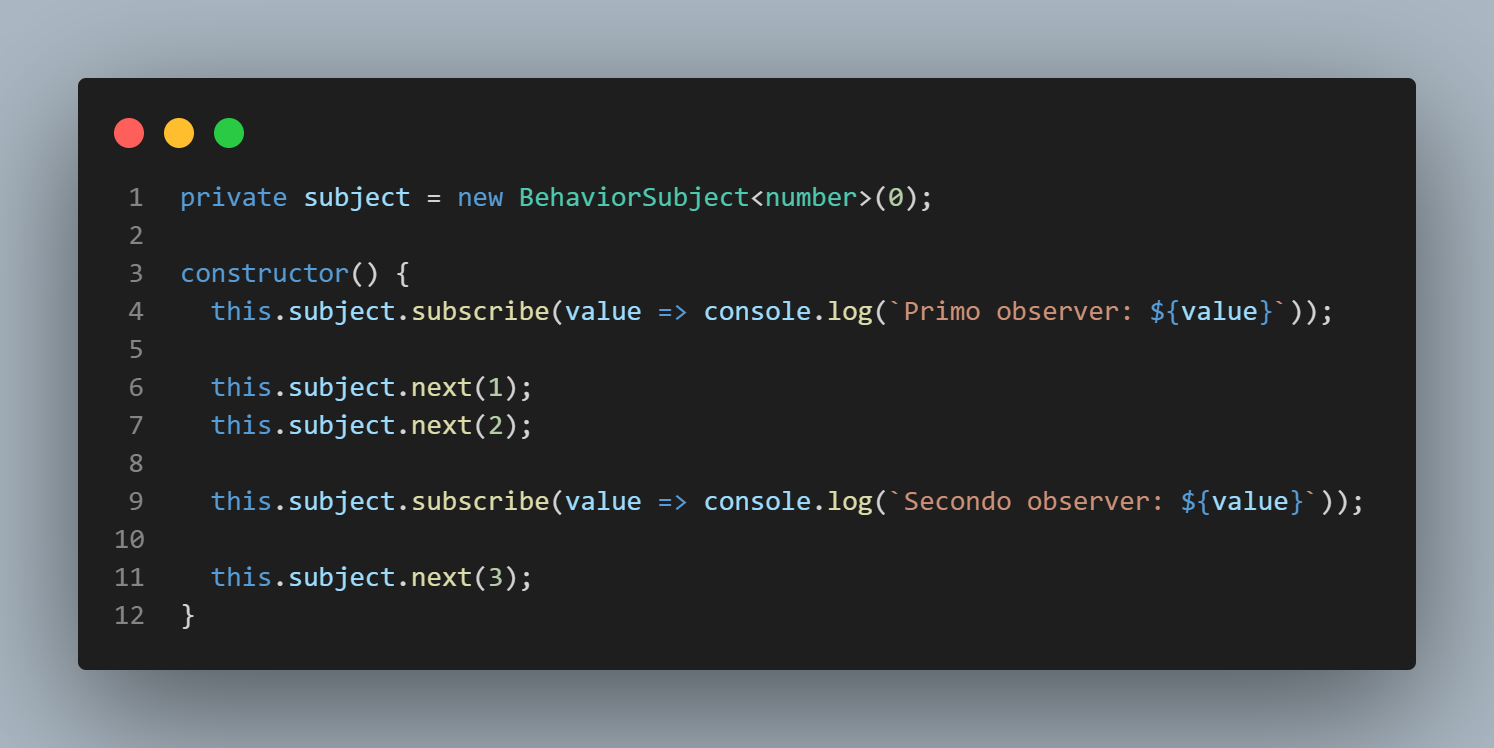 1 private subject = new BehaviorSubject<number>(0);
2
3 constructor() {
4   this.subject.subscribe(value => console.log(`Primo observer: ${value}`));
5
6   this.subject.next(1);
7   this.subject.next(2);
8
9   this.subject.subscribe(value => console.log(`Secondo observer: ${value}`));
10
11   this.subject.next(3);
12 }